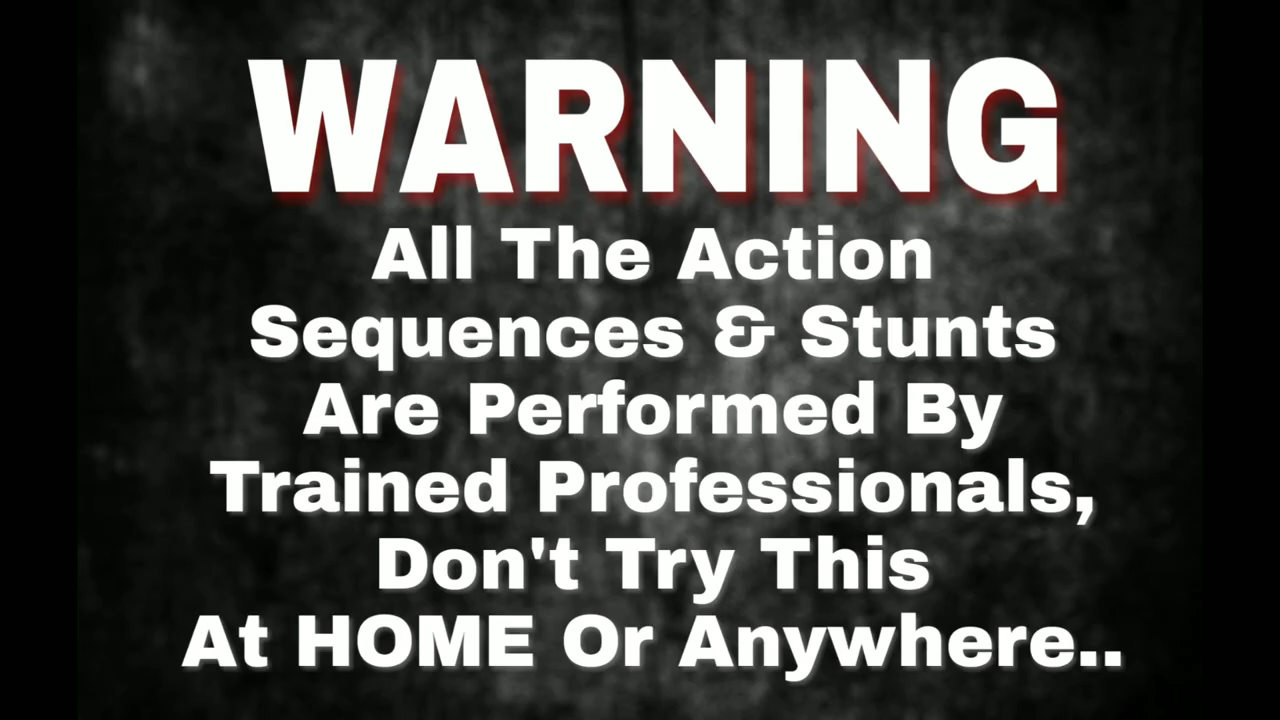 WARNING
All The Action
Sequences & Stunts
Are Performed By
Trained Professionals,
Don't Try This
At HOME Or Anywhere..